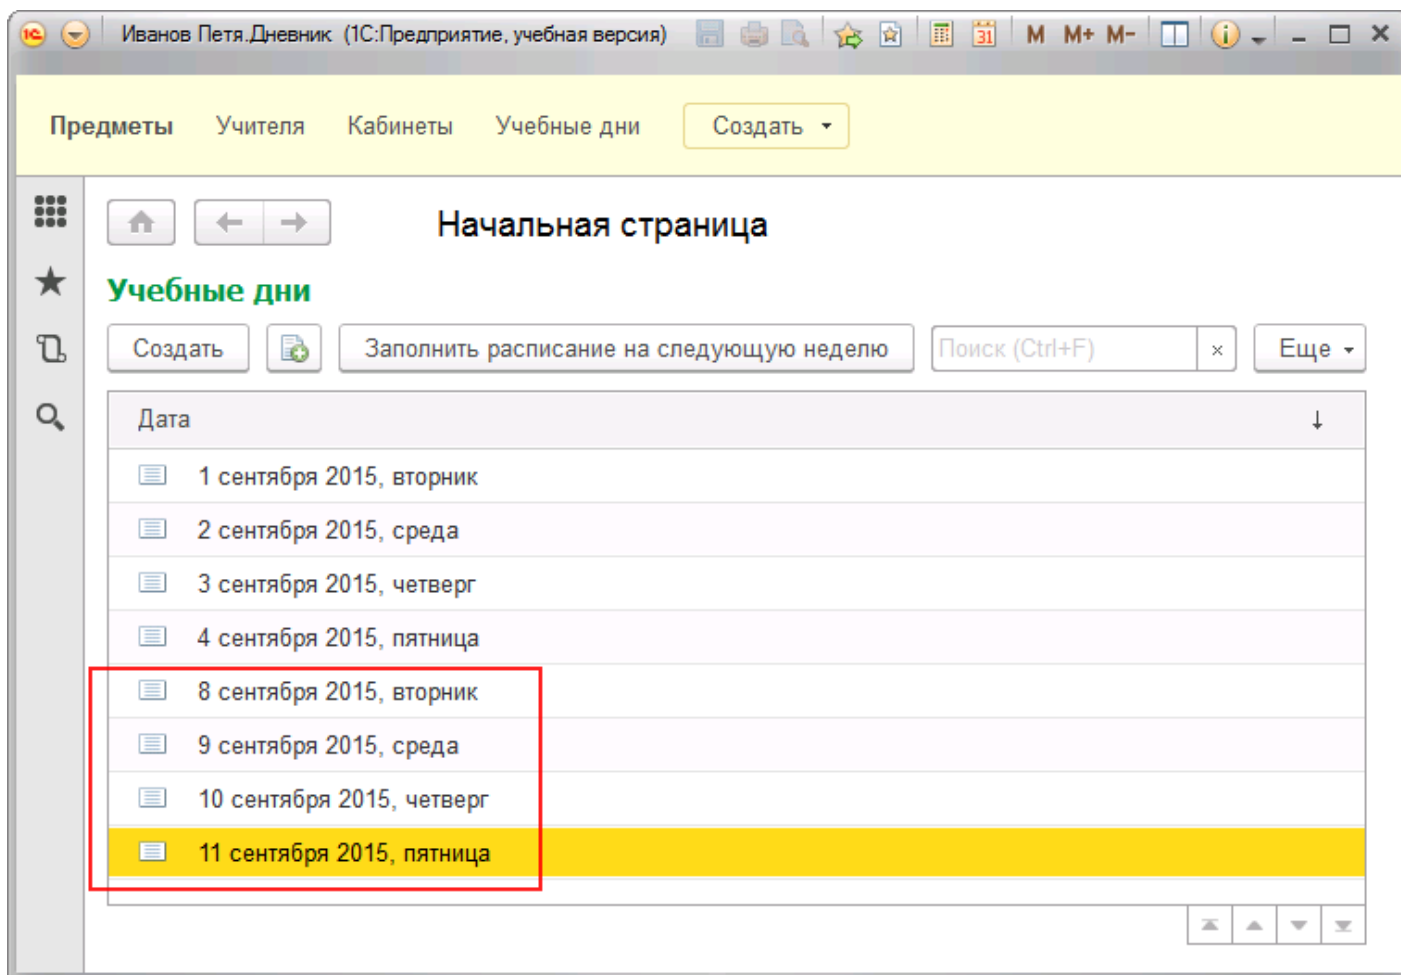 1С Иванов Петя.Дневник (1С:Предприятие, учебная версия) 31 M M+ M-
Предметы Учителя Кабинеты Учебные дни Создать
Начальная страница
Учебные дни
Создать Заполнить расписание на следующую неделю Поиск (Ctrl+F) × Еще
Дата
1 сентября 2015, вторник
2 сентября 2015, среда
3 сентября 2015, четверг
4 сентября 2015, пятница
8 сентября 2015, вторник
9 сентября 2015, среда
10 сентября 2015, четверг
11 сентября 2015, пятница